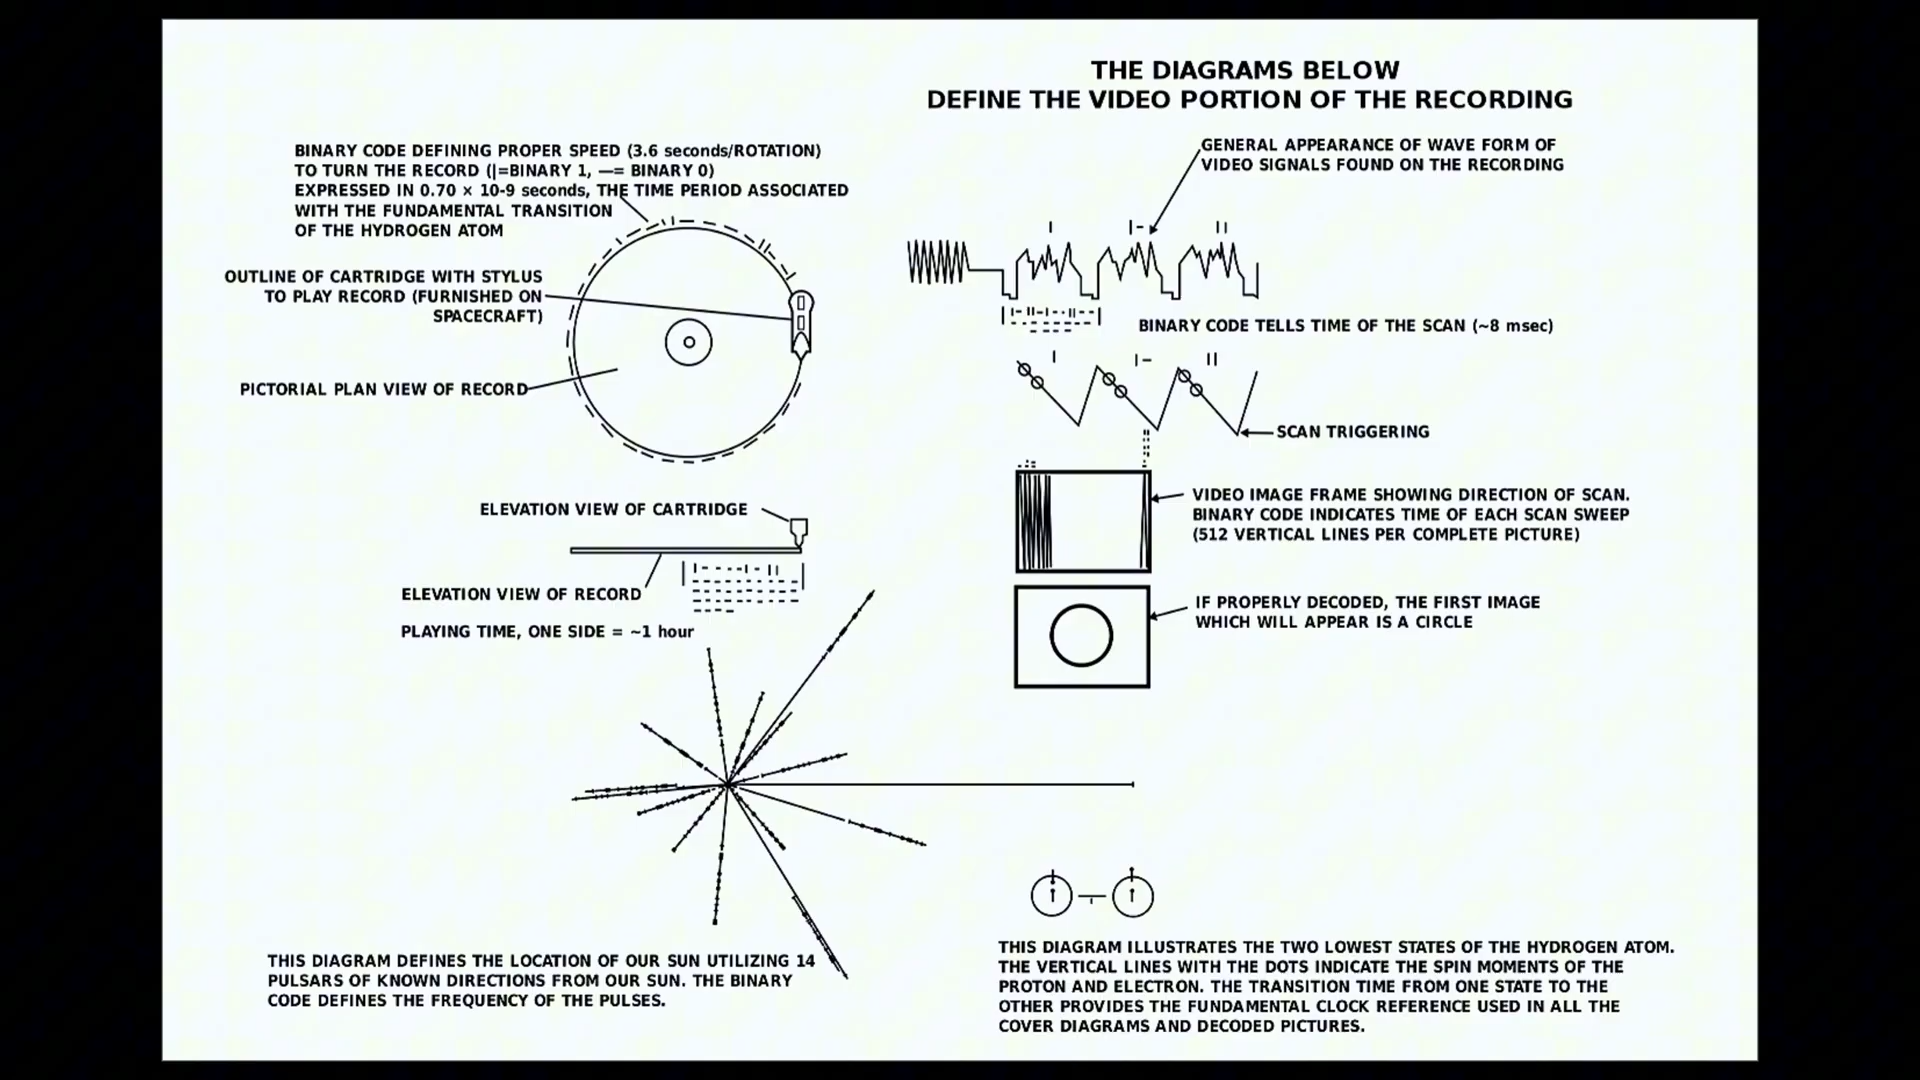 THE DIAGRAMS BELOW
DEFINE THE VIDEO PORTION OF THE RECORDING
BINARY CODE DEFINING PROPER SPEED (3.6 seconds/ROTATION)
TO TURN THE RECORD (|=BINARY 1, —= BINARY 0)
EXPRESSED IN 0.70 × 10-9 seconds, THE TIME PERIOD ASSOCIATED
WITH THE FUNDAMENTAL TRANSITION
OF THE HYDROGEN ATOM
OUTLINE OF CARTRIDGE WITH STYLUS
TO PLAY RECORD (FURNISHED ON
SPACECRAFT)
PICTORIAL PLAN VIEW OF RECORD
ELEVATION VIEW OF CARTRIDGE
ELEVATION VIEW OF RECORD
PLAYING TIME, ONE SIDE = ~1 hour
THIS DIAGRAM DEFINES THE LOCATION OF OUR SUN UTILIZING 14
PULSARS OF KNOWN DIRECTIONS FROM OUR SUN. THE BINARY
CODE DEFINES THE FREQUENCY OF THE PULSES.
GENERAL APPEARANCE OF WAVE FORM OF
VIDEO SIGNALS FOUND ON THE RECORDING
BINARY CODE TELLS TIME OF THE SCAN (~8 msec)
SCAN TRIGGERING
VIDEO IMAGE FRAME SHOWING DIRECTION OF SCAN.
BINARY CODE INDICATES TIME OF EACH SCAN SWEEP
(512 VERTICAL LINES PER COMPLETE PICTURE)
IF PROPERLY DECODED, THE FIRST IMAGE
WHICH WILL APPEAR IS A CIRCLE
THIS DIAGRAM ILLUSTRATES THE TWO LOWEST STATES OF THE HYDROGEN ATOM.
THE VERTICAL LINES WITH THE DOTS INDICATE THE SPIN MOMENTS OF THE
PROTON AND ELECTRON. THE TRANSITION TIME FROM ONE STATE TO THE
OTHER PROVIDES THE FUNDAMENTAL CLOCK REFERENCE USED IN ALL THE
COVER DIAGRAMS AND DECODED PICTURES.